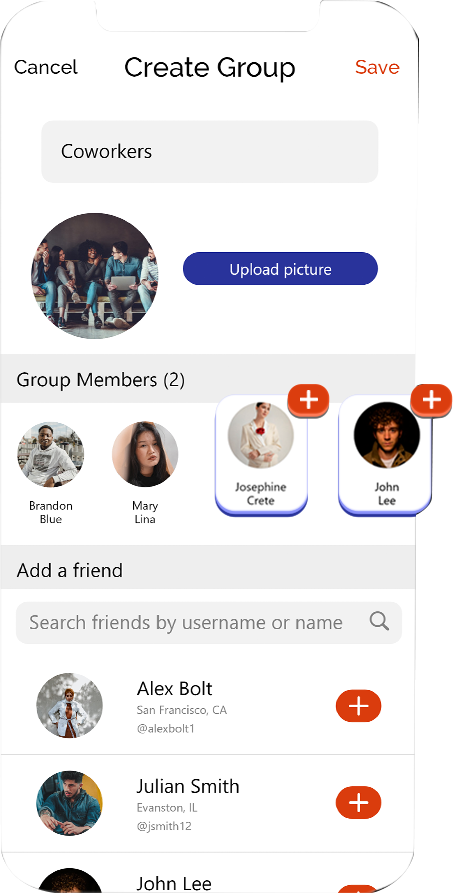 Cancel
Create Group
Save
Coworkers
Upload picture
Group Members (2)
Brandon
Blue
Mary
Lina
Josephine
Crete
John
Lee
Add a friend
Search friends by username or name
Alex Bolt
San Francisco, CA
@alexbolt1
Julian Smith
Evanston, IL
@jsmith12
John Lee